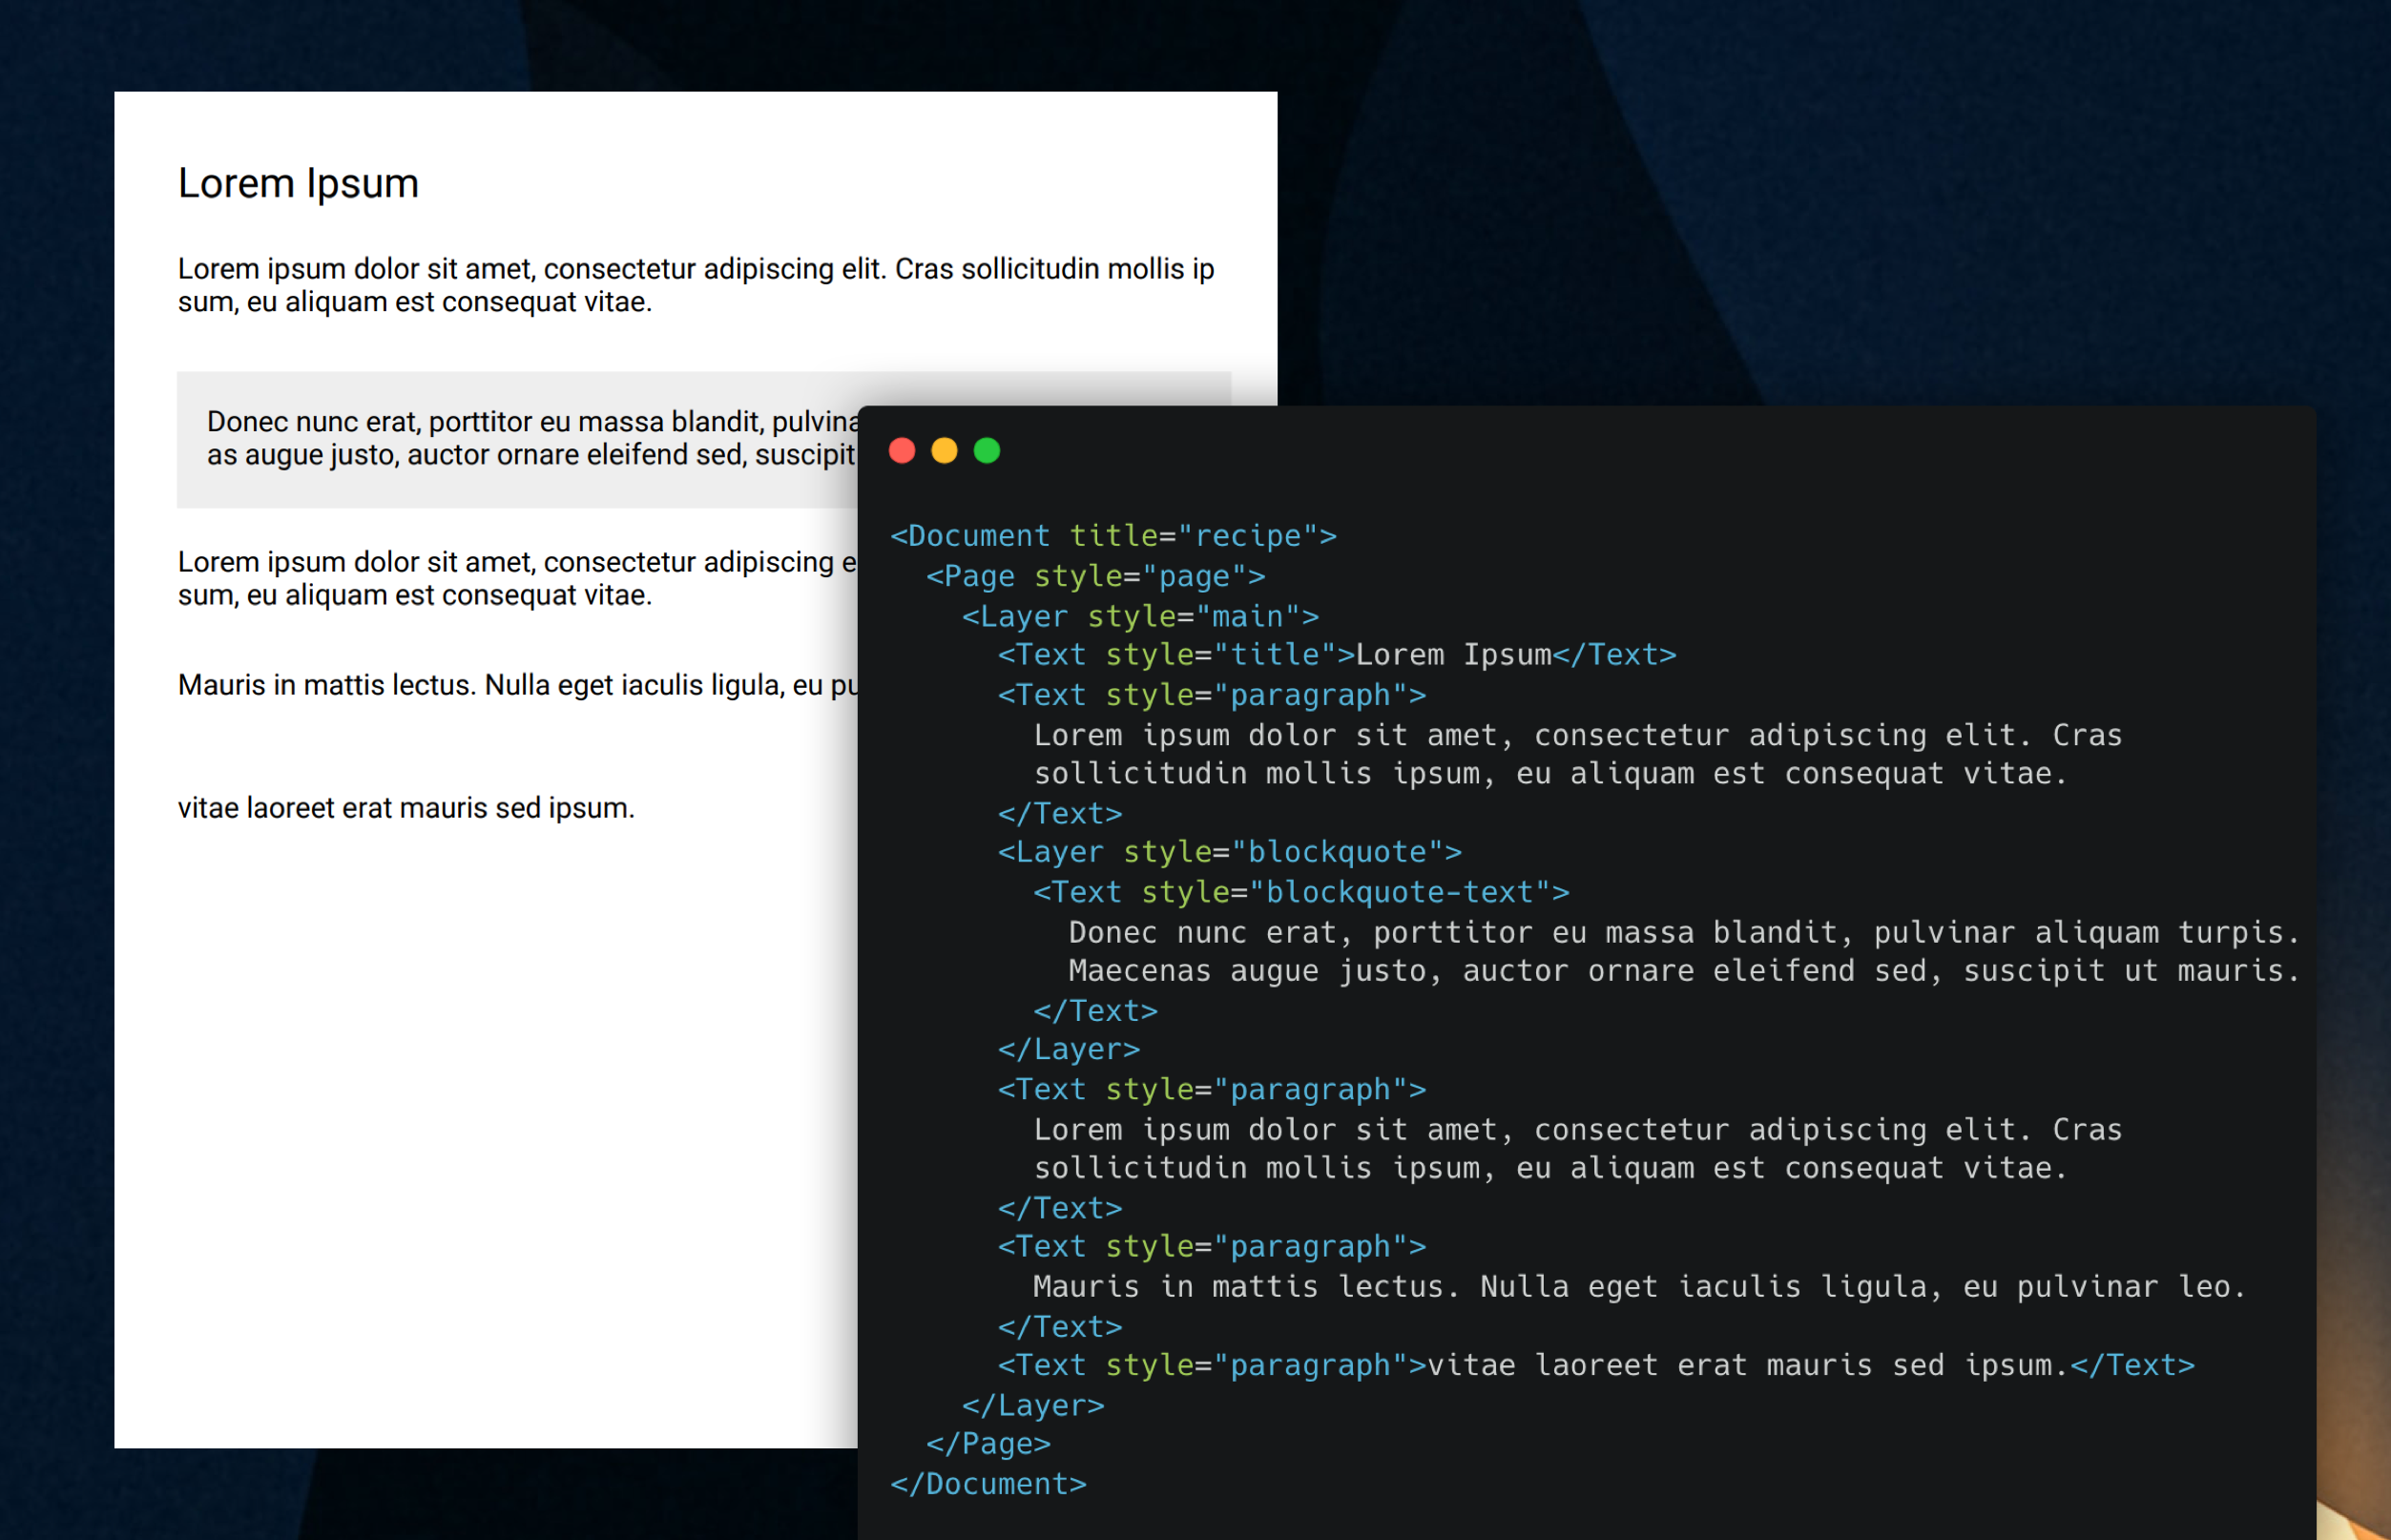 Lorem Ipsum
Lorem ipsum dolor sit amet, consectetur adipiscing elit. Cras sollicitudin mollis ip
sum, eu aliquam est consequat vitae.
Donec nunc erat, porttitor eu massa blandit, pulvina
as augue justo, auctor ornare eleifend sed, suscipit
Lorem ipsum dolor sit amet, consectetur adipiscing e
sum, eu aliquam est consequat vitae.
Mauris in mattis lectus. Nulla eget iaculis ligula, eu pu
vitae laoreet erat mauris sed ipsum.
<Document title="recipe">
<Page style="page">
<Layer style="main">
<Text style="title">Lorem Ipsum</Text>
<Text style="paragraph">
Lorem ipsum dolor sit amet, consectetur adipiscing elit. Cras
sollicitudin mollis ipsum, eu aliquam est consequat vitae.
</Text>
<Layer style="blockquote">
<Text style="blockquote-text">
Donec nunc erat, porttitor eu massa blandit, pulvinar aliquam turpis.
Maecenas augue justo, auctor ornare eleifend sed, suscipit ut mauris.
</Text>
</Layer>
<Text style="paragraph">
Lorem ipsum dolor sit amet, consectetur adipiscing elit. Cras
sollicitudin mollis ipsum, eu aliquam est consequat vitae.
</Text>
<Text style="paragraph">
Mauris in mattis lectus. Nulla eget iaculis ligula, eu pulvinar leo.
</Text>
<Text style="paragraph">vitae laoreet erat mauris sed ipsum.</Text>
</Layer>
</Page>
</Document>